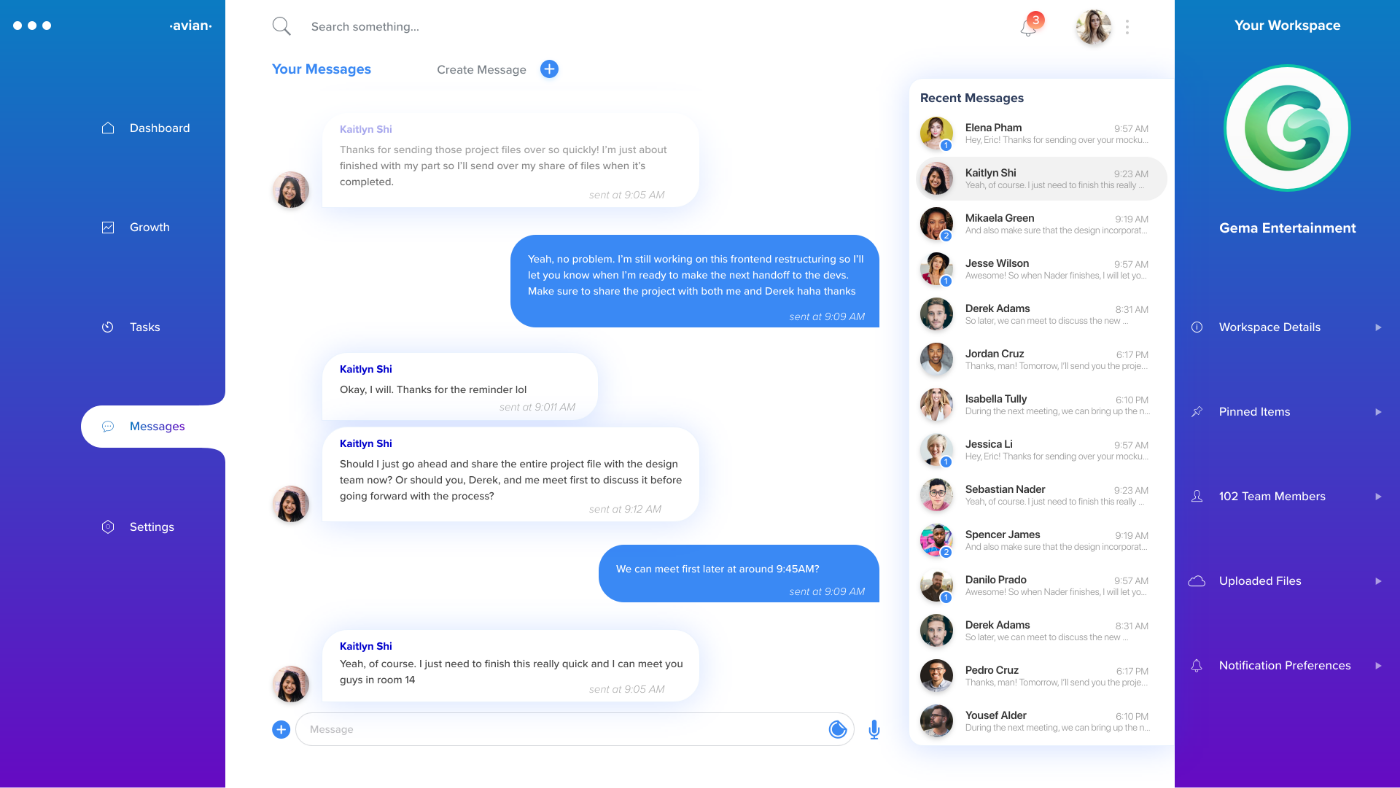 ·avian·
Dashboard
Growth
Tasks
Messages
Settings
Search something...
3
Your Messages
Create Message
Kaitlyn Shi
Thanks for sending those project files over so quickly! I'm just about
finished with my part so I'll send over my share of files when it's
completed.
sent at 9:05 AM
Yeah, no problem. I'm still working on this frontend restructuring so I'll
let you know when I'm ready to make the next handoff to the devs.
Make sure to share the project with both me and Derek haha thanks
sent at 9:09 AM
Kaitlyn Shi
Okay, I will. Thanks for the reminder lol
sent at 9:011 AM
Kaitlyn Shi
Should I just go ahead and share the entire project file with the design
team now? Or should you, Derek, and me meet first to discuss it before
going forward with the process?
sent at 9:12 AM
We can meet first later at around 9:45AM?
sent at 9:09 AM
Kaitlyn Shi
Yeah, of course. I just need to finish this really quick and I can meet you
guys in room 14
sent at 9:05 AM
Message
Recent Messages
Elena Pham 9:57 AM
Hey, Eric! Thanks for sending over your mocku...
1
Kaitlyn Shi 9:23 AM
Yeah, of course. I just need to finish this really ...
Mikaela Green 9:19 AM
And also make sure that the design incorporat...
2
Jesse Wilson 9:57 AM
Awesome! So when Nader finishes, I will let yo...
1
Derek Adams 8:31 AM
So later, we can meet to discuss the new ...
Jordan Cruz 6:17 PM
Thanks, man! Tomorrow, I'll send you the proje...
Isabella Tully 6:10 PM
During the next meeting, we can bring up the n...
Jessica Li 9:57 AM
Hey, Eric! Thanks for sending over your mocku...
1
Sebastian Nader 9:23 AM
Yeah, of course. I just need to finish this really ...
Spencer James 9:19 AM
And also make sure that the design incorporat...
2
Danilo Prado 9:57 AM
Awesome! So when Nader finishes, I will let yo...
1
Derek Adams 8:31 AM
So later, we can meet to discuss the new ...
Pedro Cruz 6:17 PM
Thanks, man! Tomorrow, I'll send you the proje...
Yousef Alder 6:10 PM
During the next meeting, we can bring up the n...
Your Workspace
Gema Entertainment
Workspace Details
Pinned Items
102 Team Members
Uploaded Files
Notification Preferences